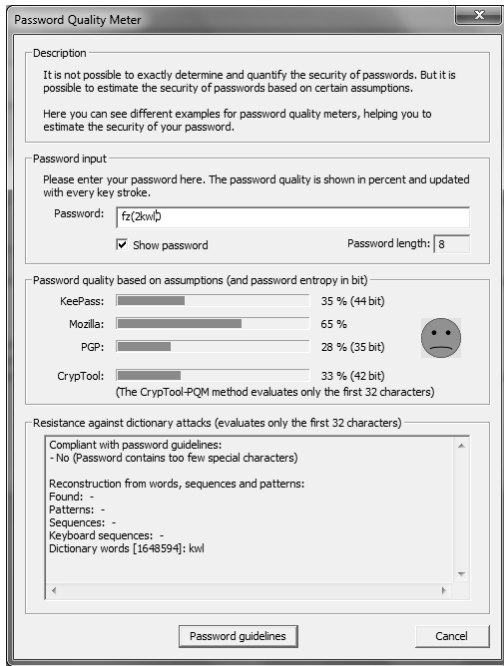 Password Quality Meter
Description
It is not possible to exactly determine and quantify the security of passwords. But it is
possible to estimate the security of passwords based on certain assumptions.
Here you can see different examples for password quality meters, helping you to
estimate the security of your password.
Password input
Please enter your password here. The password quality is shown in percent and updated
with every key stroke.
Password: fz(2kwl)
Show password Password length: 8
Password quality based on assumptions (and password entropy in bit)
KeePass: 35 % (44 bit)
Mozilla: 65 %
PGP: 28 % (35 bit)
CrypTool: 33 % (42 bit)
(The CrypTool-PQM method evaluates only the first 32 characters)
Resistance against dictionary attacks (evaluates only the first 32 characters)
Compliant with password guidelines:
- No (Password contains too few special characters)
Reconstruction from words, sequences and patterns:
Found: -
Patterns: -
Sequences: -
Keyboard sequences: -
Dictionary words [1648594]: kwl
Password guidelines Cancel